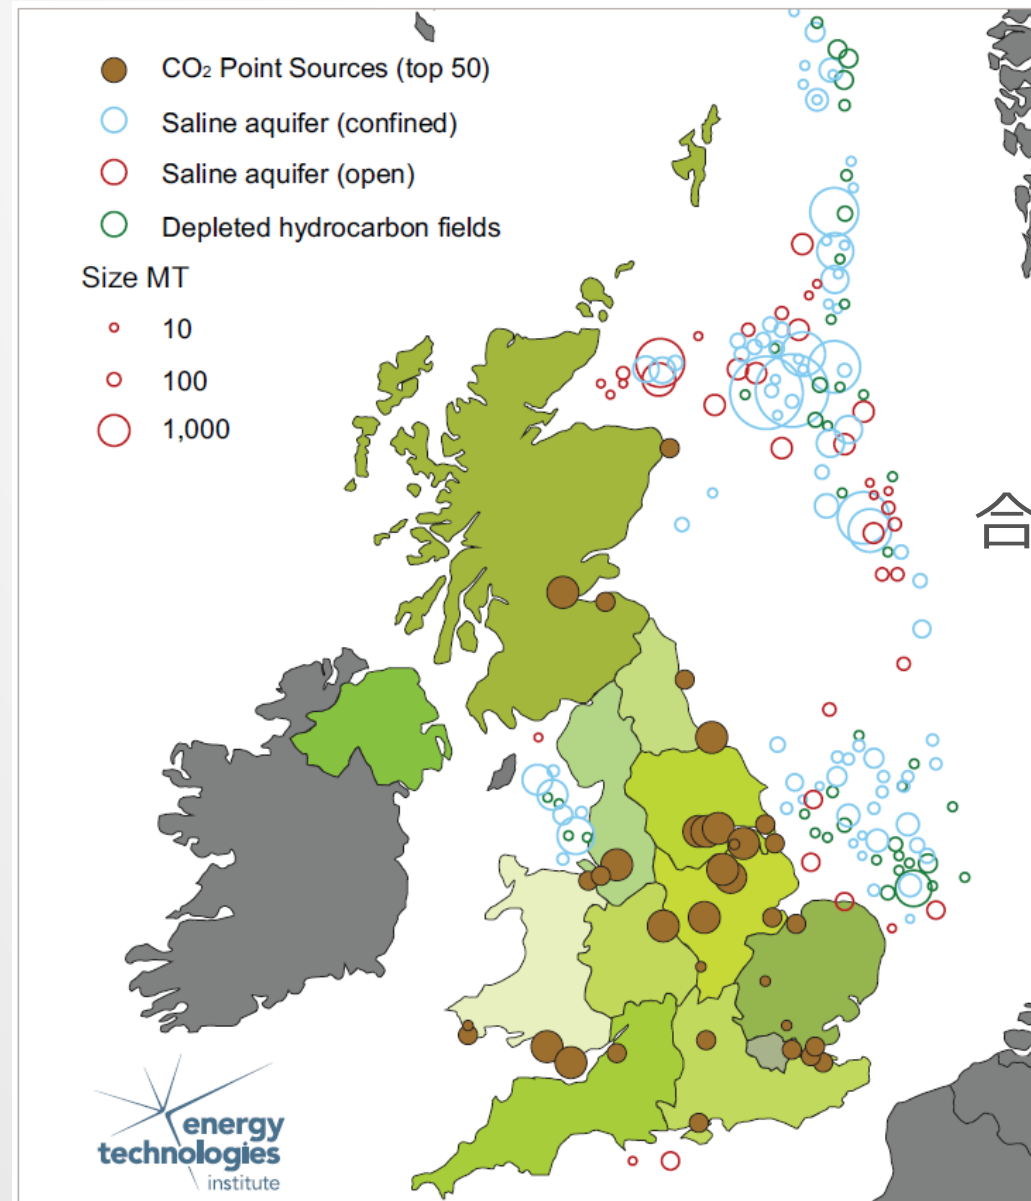 CO₂ Point Sources (top 50)
Saline aquifer (confined)
Saline aquifer (open)
Depleted hydrocarbon fields
Size MT
10
100
1,000
合
energy
technologies
institute